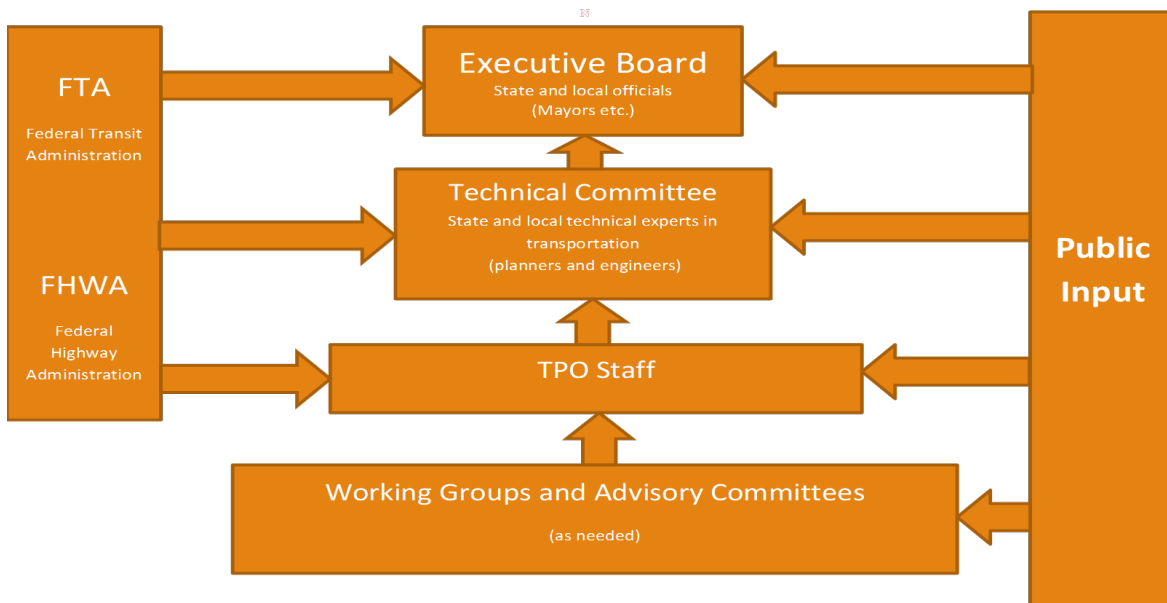 FTA
Federal Transit
Administration
FHWA
Federal
Highway
Administration
Executive Board
State and local officials
(Mayors etc.)
Technical Committee
State and local technical experts in
transportation
(planners and engineers)
TPO Staff
Working Groups and Advisory Committees
(as needed)
Public
Input